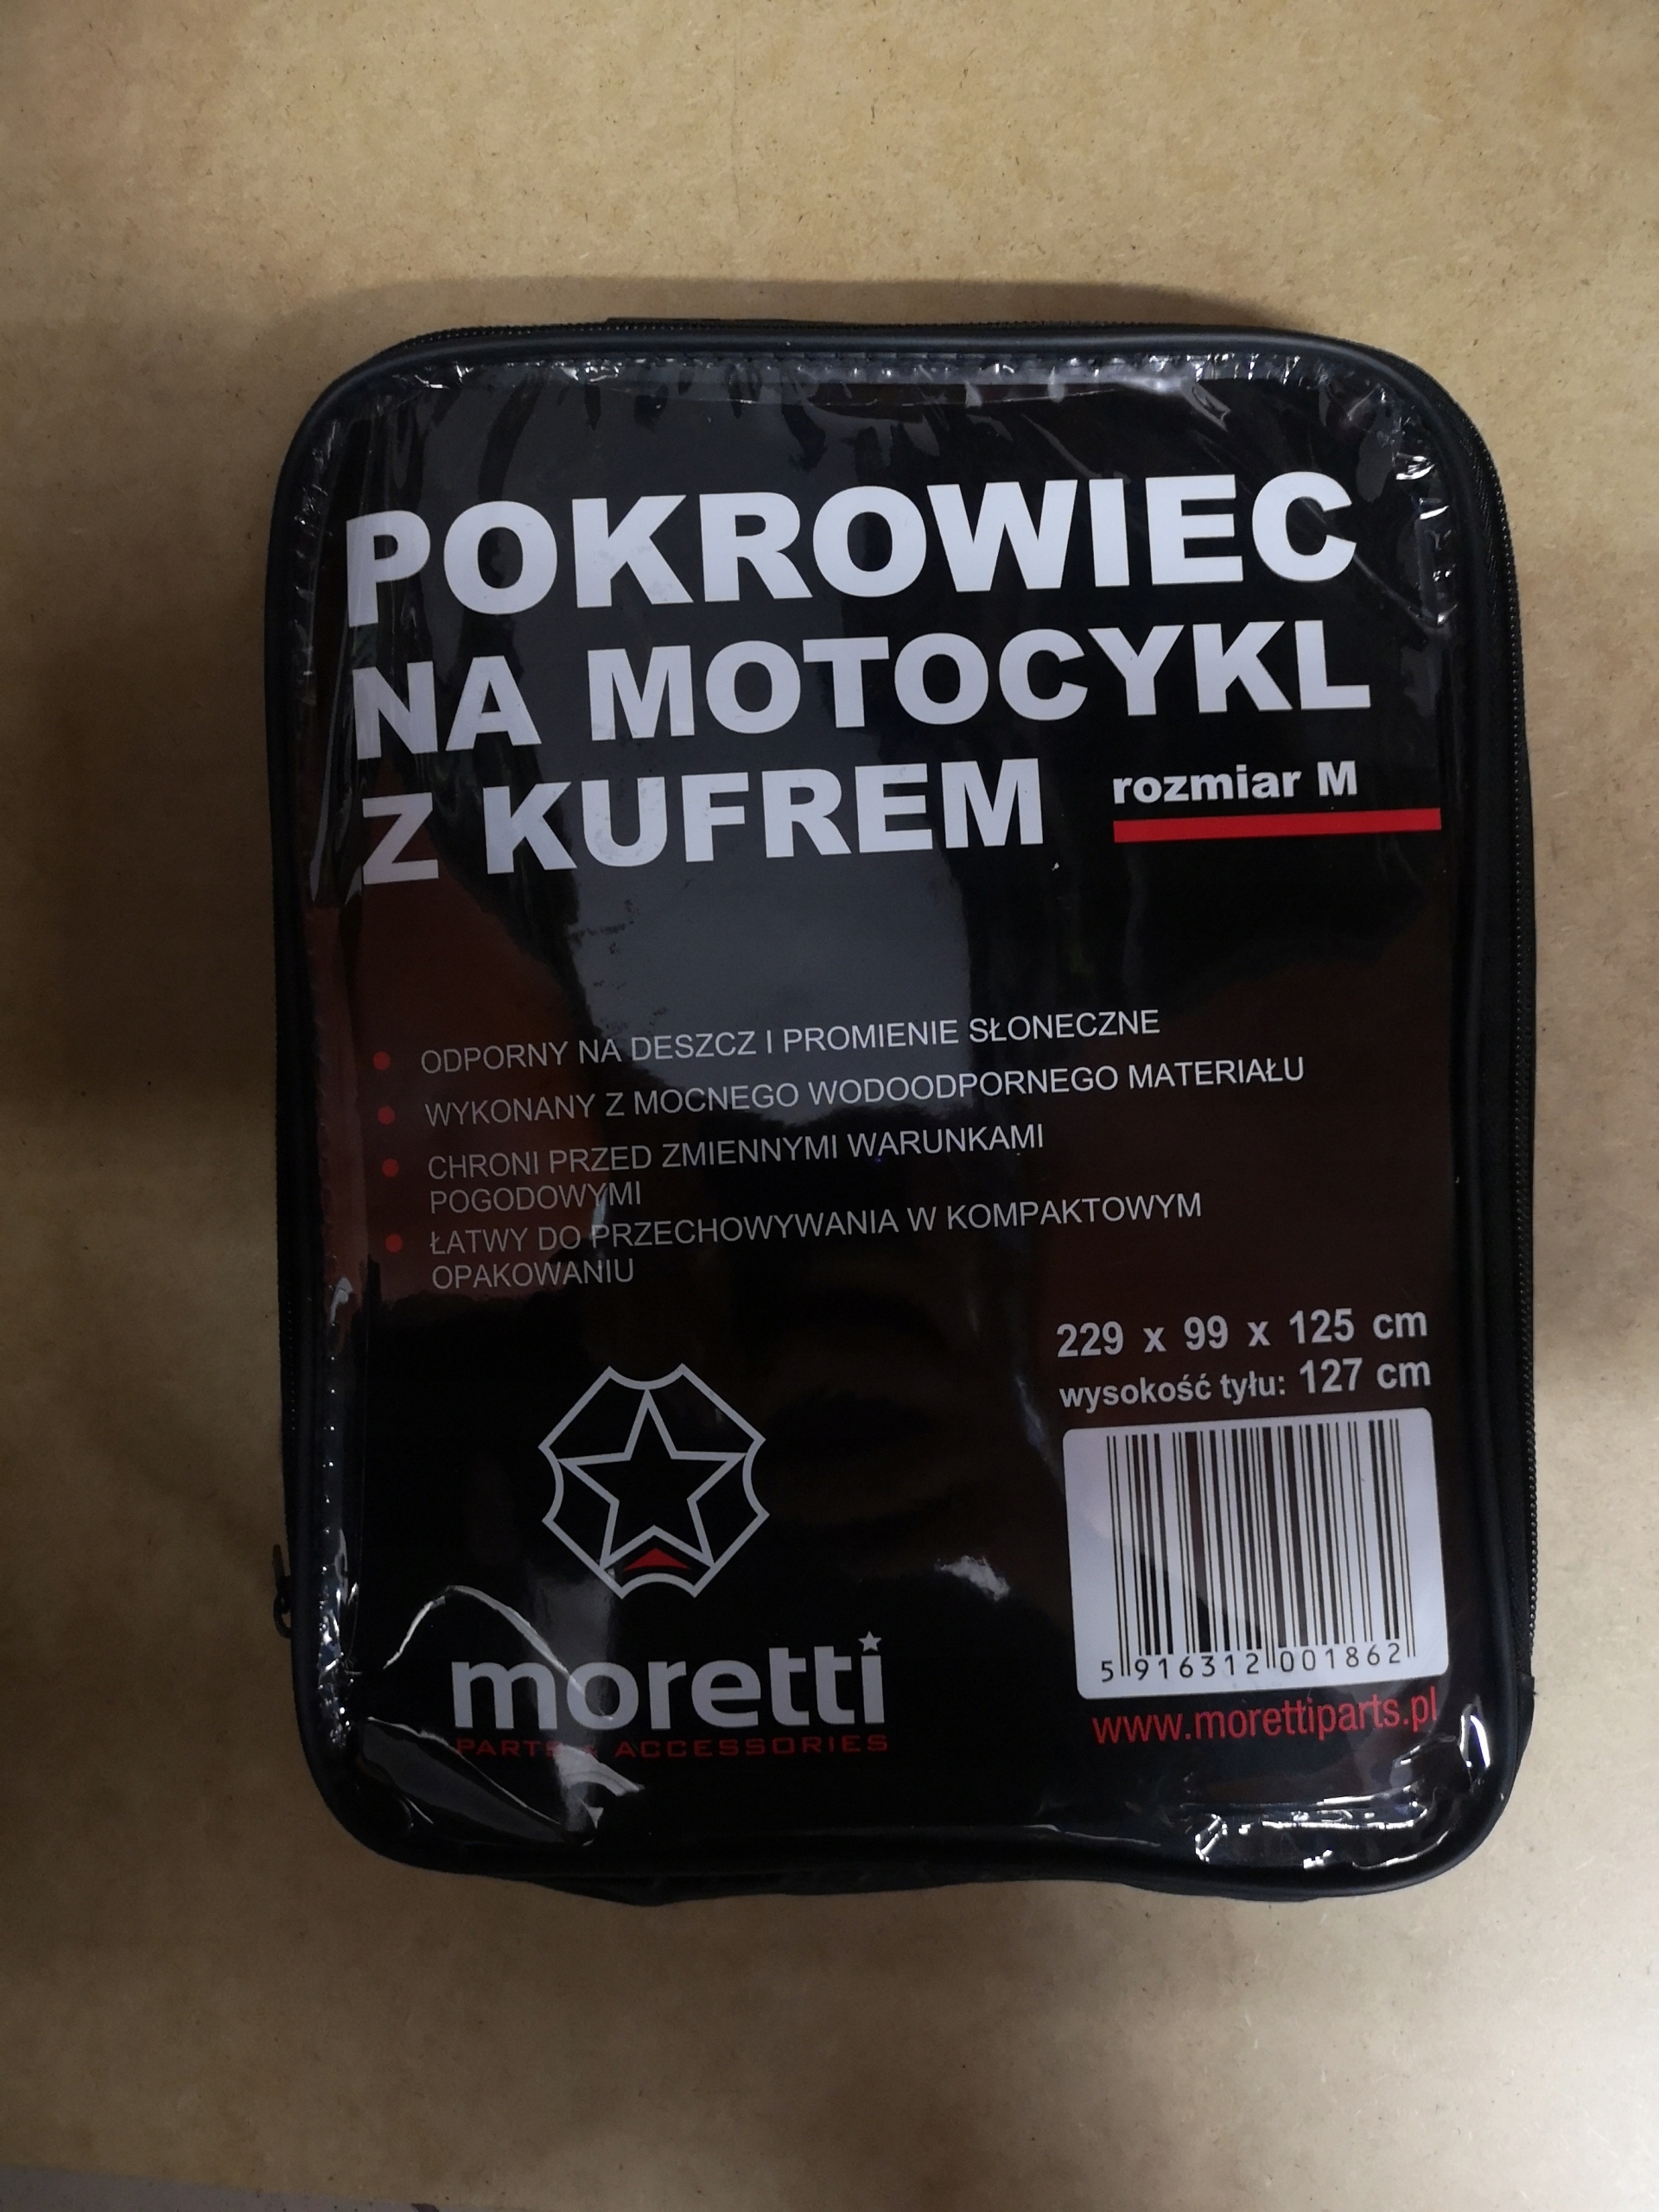 POKROWIEC
NA MOTOCYKL
Z KUFREM rozmiar M
ODPORNY NA DESZCZ I PROMIENIE SŁONECZNE
WYKONANY Z MOCNEGO WODOODPORNEGO MATERIAŁU
CHRONI PRZED ZMIENNYMI WARUNKAMI
POGODOWYMI
ŁATWY DO PRZECHOWYWANIA W KOMPAKTOWYM
OPAKOWANIU
229 x 99 x 125 cm
wysokość tyłu: 127 cm
5 916312 001862
www.morettiparts.pl
moretti
PARTS & ACCESSORIES